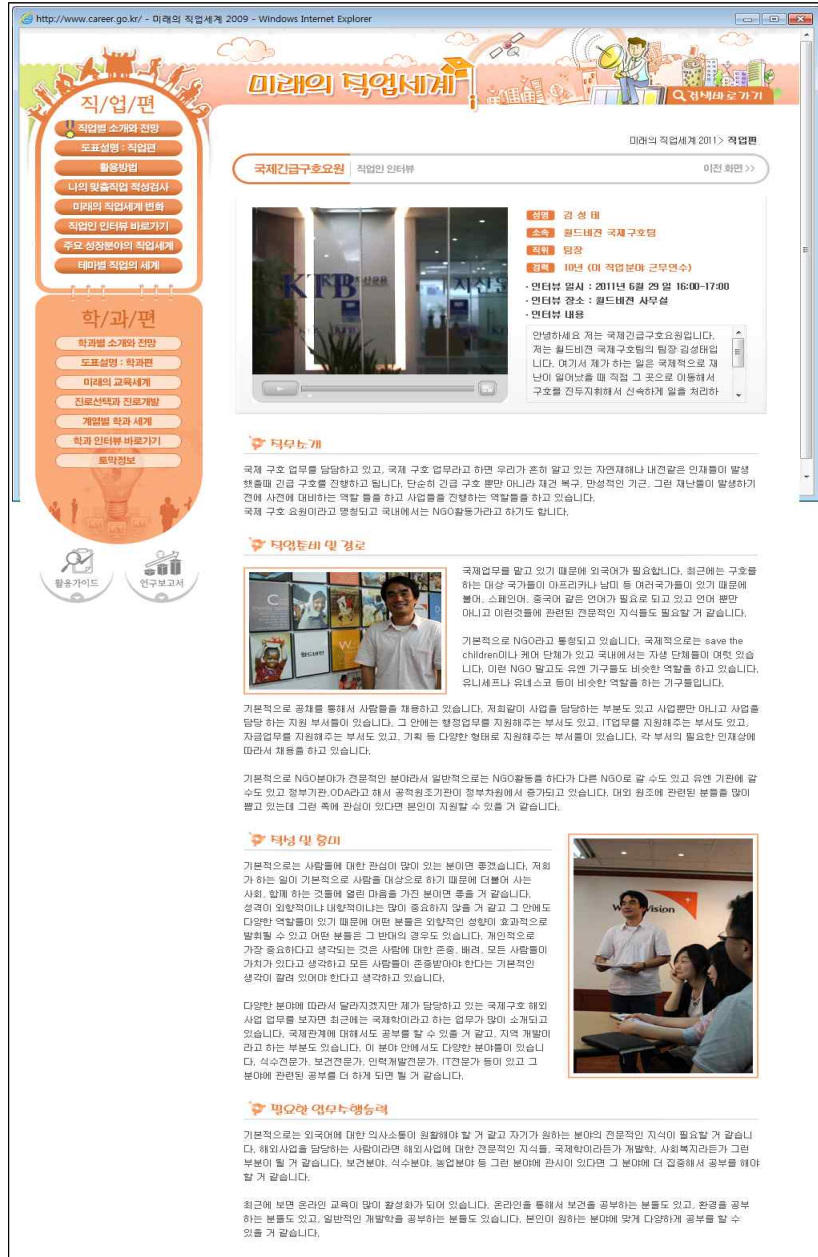 http://www.career.go.kr/ - 미래의 직업세계 2009 - Windows Internet Explorer
미래의 직업세계
검색바로가기
직/업/편
직업별 소개와 전망
도표설명 : 직업편
활용방법
나의 맞춤직업 적성검사
미래의 직업세계 변화
직업인 인터뷰 바로가기
주요 성장분야의 직업세계
테마별 직업의 세계
학/과/편
학과별 소개와 전망
도표설명 : 학과편
미래의 교육세계
진로선택과 진로개발
계열별 학과 세계
학과 인터뷰 바로가기
토막정보
활용가이드
연구보고서
미래의 직업세계 2011> 직업편
국제긴급구호요원
직업인 인터뷰
이전 화면 >>
KTB
성명 김 성 태
소속 월드비전 국제구호팀
직위 팀장
경력 10년 (이 직업분야 근무연수)
· 인터뷰 일시 : 2011년 6월 29 일 16:00~17:00
· 인터뷰 장소 : 월드비전 사무실
· 인터뷰 내용
안녕하세요 저는 국제긴급구호요원입니다.
저는 월드비전 국제구호팀의 팀장 김성태입
니다. 여기서 제가 하는 일은 국제적으로 재
난이 일어났을 때 직접 그 곳으로 이동해서
구호를 진두지휘해서 신속하게 일을 처리하
직무소개
국제 구호 업무를 담당하고 있고, 국제 구호 업무라고 하면 우리가 흔히 알고 있는 자연재해나 내전같은 인재들이 발생
했을때 긴급 구호를 진행하고 됩니다. 단순히 긴급 구호 뿐만 아니라 재건 복구, 만성적인 기근, 그런 재난들이 발생하기
전에 사전에 대비하는 역할 들을 하고 사업들을 진행하는 역할들을 하고 있습니다.
국제 구호 요원이라고 명칭되고 국내에서는 NGO활동가라고 하기도 합니다.
직업준비 및 경로
국제업무를 맡고 있기 때문에 외국어가 필요합니다. 최근에는 구호를
하는 대상 국가들이 아프리카나 남미 등 여러국가들이 있기 때문에
불어, 스페인어, 중국어 같은 언어가 필요로 되고 있고 언어 뿐만
아니고 이런것들에 관련된 전문적인 지식들도 필요할 거 같습니다.
기본적으로 NGO라고 통칭되고 있습니다. 국제적으로는 save the
children이나 케어 단체가 있고 국내에서는 자생 단체들이 여럿 있습
니다. 이런 NGO 말고도 유엔 기구들도 비슷한 역할을 하고 있습니다.
유니세프나 유네스코 등이 비슷한 역할을 하는 기구들입니다.
월드비전
기본적으로 공채를 통해서 사람들을 채용하고 있습니다. 저희같이 사업을 담당하는 부분도 있고 사업뿐만 아니고 사업을
담당 하는 지원 부서들이 있습니다. 그 안에는 행정업무를 지원해주는 부서도 있고, IT업무를 지원해주는 부서도 있고,
자금업무를 지원해주는 부서도 있고, 기획 등 다양한 형태로 지원해주는 부서들이 있습니다. 각 부서의 필요한 인재상에
따라서 채용을 하고 있습니다.
기본적으로 NGO분야가 전문적인 분야라서 일반적으로는 NGO활동을 하다가 다른 NGO로 갈 수도 있고 유엔 기관에 갈
수도 있고 정부기관,ODA라고 해서 공적원조기관이 정부차원에서 증가되고 있습니다. 대외 원조에 관련된 분들을 많이
뽑고 있는데 그런 쪽에 관심이 있다면 본인이 지원할 수 있을 거 같습니다.
적성 및 흥미
기본적으로는 사람들에 대한 관심이 많이 있는 분이면 좋겠습니다. 저희
가 하는 일이 기본적으로 사람을 대상으로 하기 때문에 더불어 사는
사회, 함께 하는 것들에 열린 마음을 가진 분이면 좋을 거 같습니다.
성격이 외향적이냐 내향적이냐는 많이 중요하지 않을 거 같고 그 안에도
다양한 역할들이 있기 때문에 어떤 분들은 외향적인 성향이 효과적으로
발휘될 수 있고 어떤 분들은 그 반대의 경우도 있습니다. 개인적으로
가장 중요하다고 생각되는 것은 사람에 대한 존중, 배려, 모든 사람들이
가치가 있다고 생각하고 모든 사람들이 존중받아야 한다는 기본적인
생각이 깔려 있어야 한다고 생각하고 있습니다.
다양한 분야에 따라서 달라지겠지만 제가 담당하고 있는 국제구호 해외
사업 업무를 보자면 최근에는 국제학이라고 하는 업무가 많이 소개되고
있습니다. 국제관계에 대해서도 공부를 할 수 있을 거 같고, 지역 개발이
라고 하는 부분도 있습니다. 이 분야 안에서도 다양한 분야들이 있습니
다. 식수전문가, 보건전문가, 인력개발전문가, IT전문가 등이 있고 그
분야에 관련된 공부를 더 하게 되면 될 거 같습니다.
필요한 업무수행능력
기본적으로는 외국어에 대한 의사소통이 원활해야 할 거 같고 자기가 원하는 분야의 전문적인 지식이 필요할 거 같습니
다. 해외사업을 담당하는 사람이라면 해외사업에 대한 전문적인 지식들, 국제학이라든가 개발학, 사회복지라든가 그런
부분이 될 거 같습니다. 보건분야, 식수분야, 농업분야 등 그런 분야에 관시이 있다면 그 분야에 더 집중해서 공부를 해야
할 거 같습니다.
최근에 보면 온라인 교육이 많이 활성화가 되어 있습니다. 온라인을 통해서 보건을 공부하는 분들도 있고, 환경을 공부
하는 분들도 있고, 일반적인 개발학을 공부하는 분들도 있습니다. 본인이 원하는 분야에 맞게 다양하게 공부를 할 수
있을 거 같습니다.